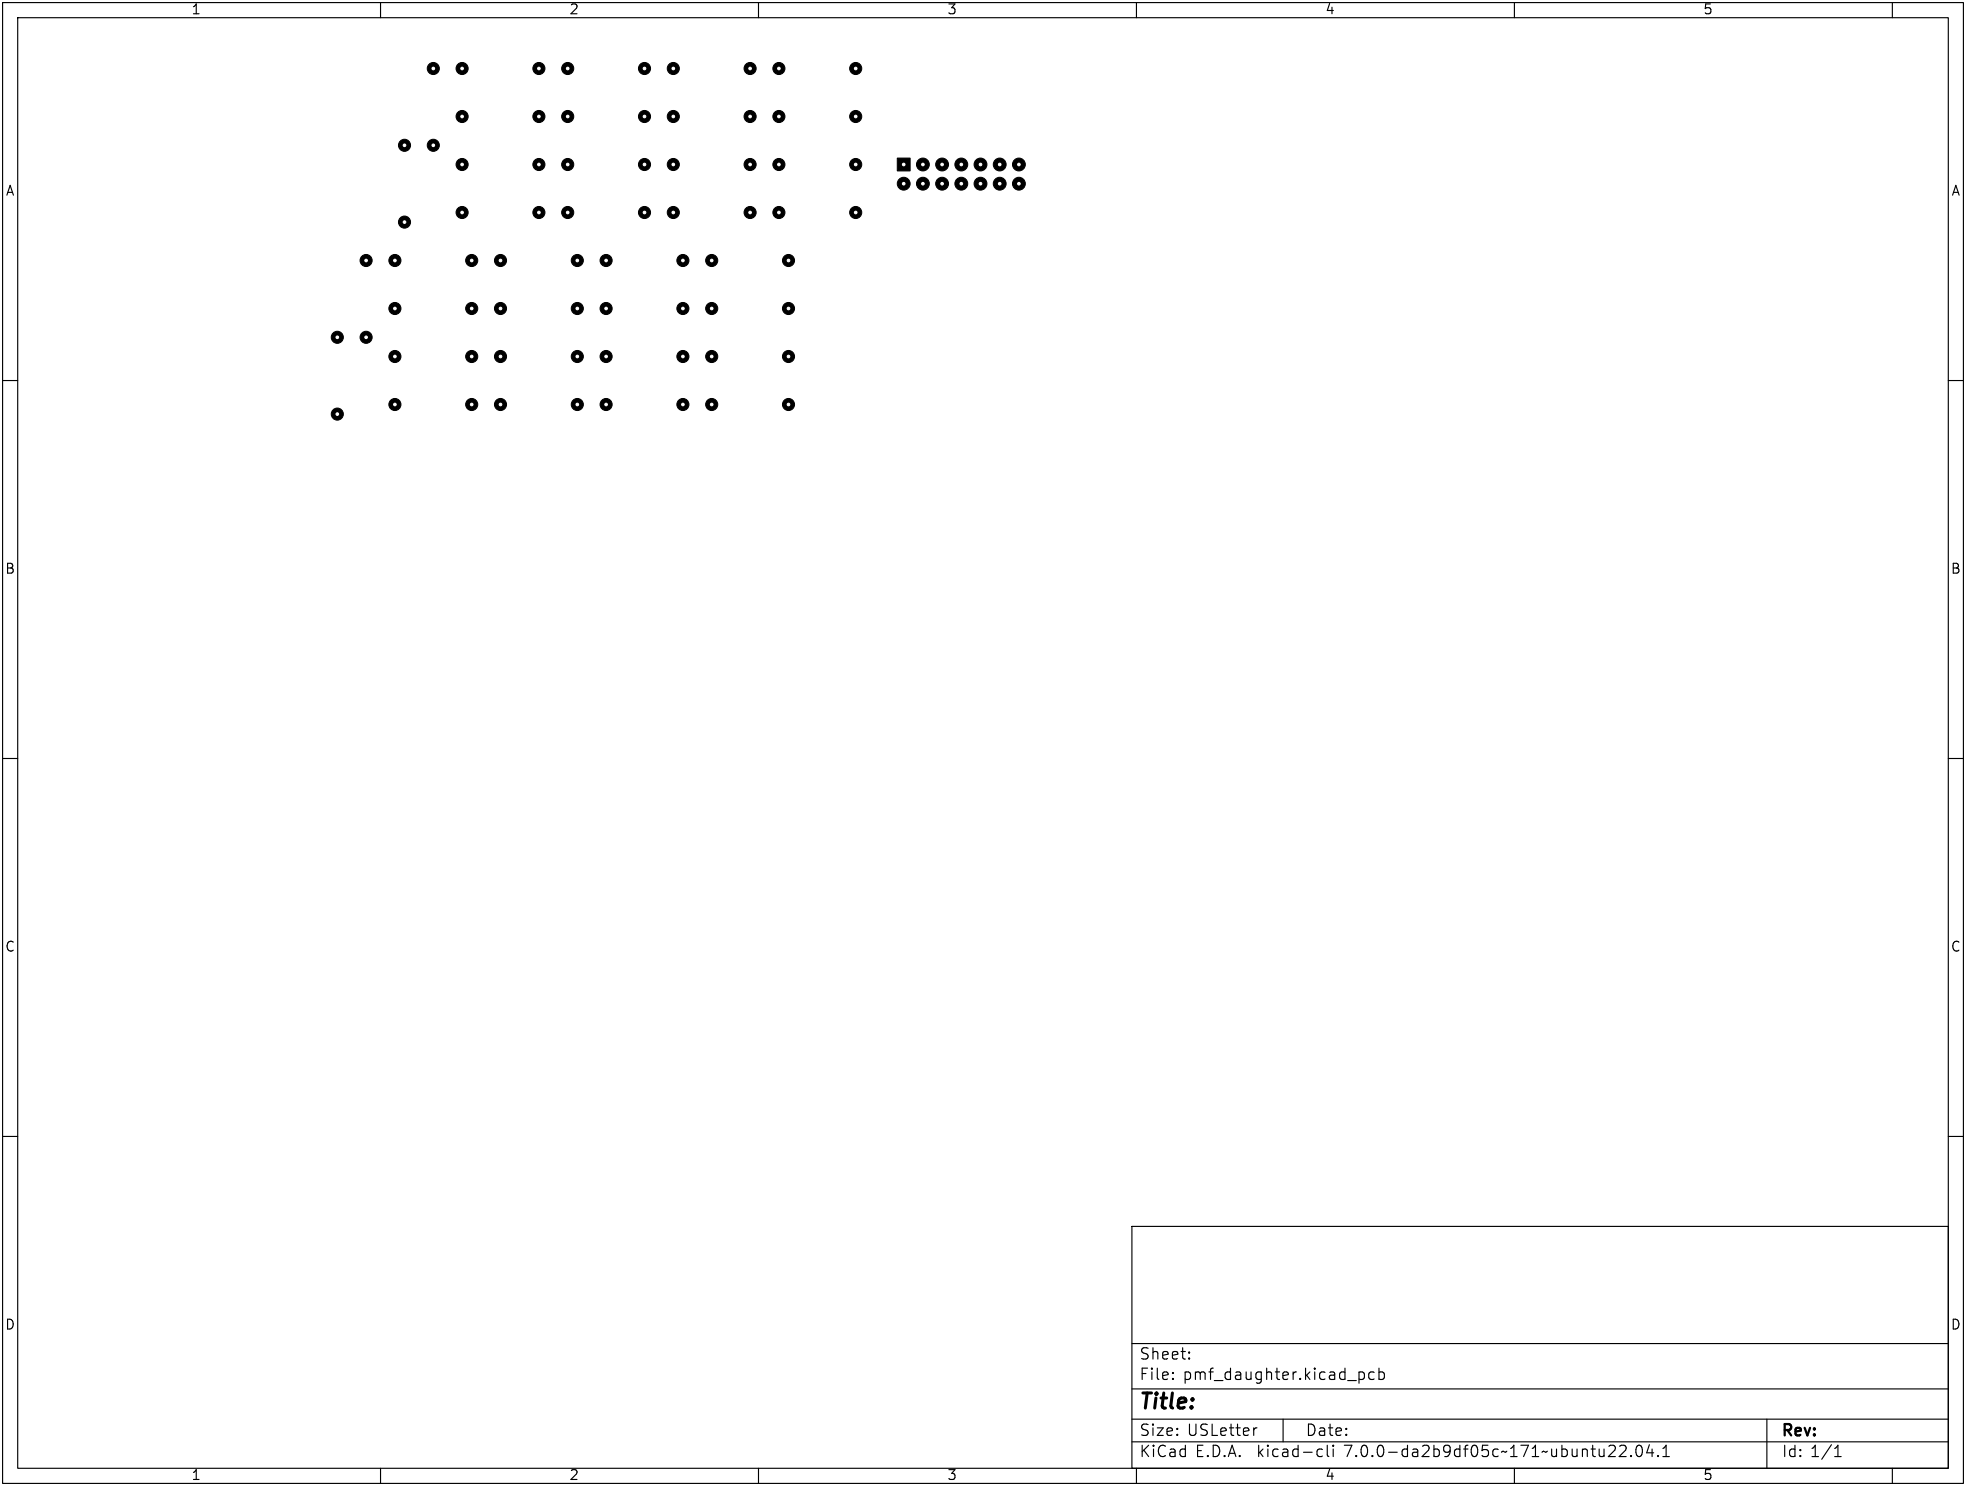 1 2 3 4 5
A A
B B
C C
D D
Sheet:
File: pmf_daughter.kicad_pcb
Title:
Size: USLetter Date: Rev:
KiCad E.D.A. kicad-cli 7.0.0-da2b9df05c~171~ubuntu22.04.1 Id: 1/1
1 2 3 4 5